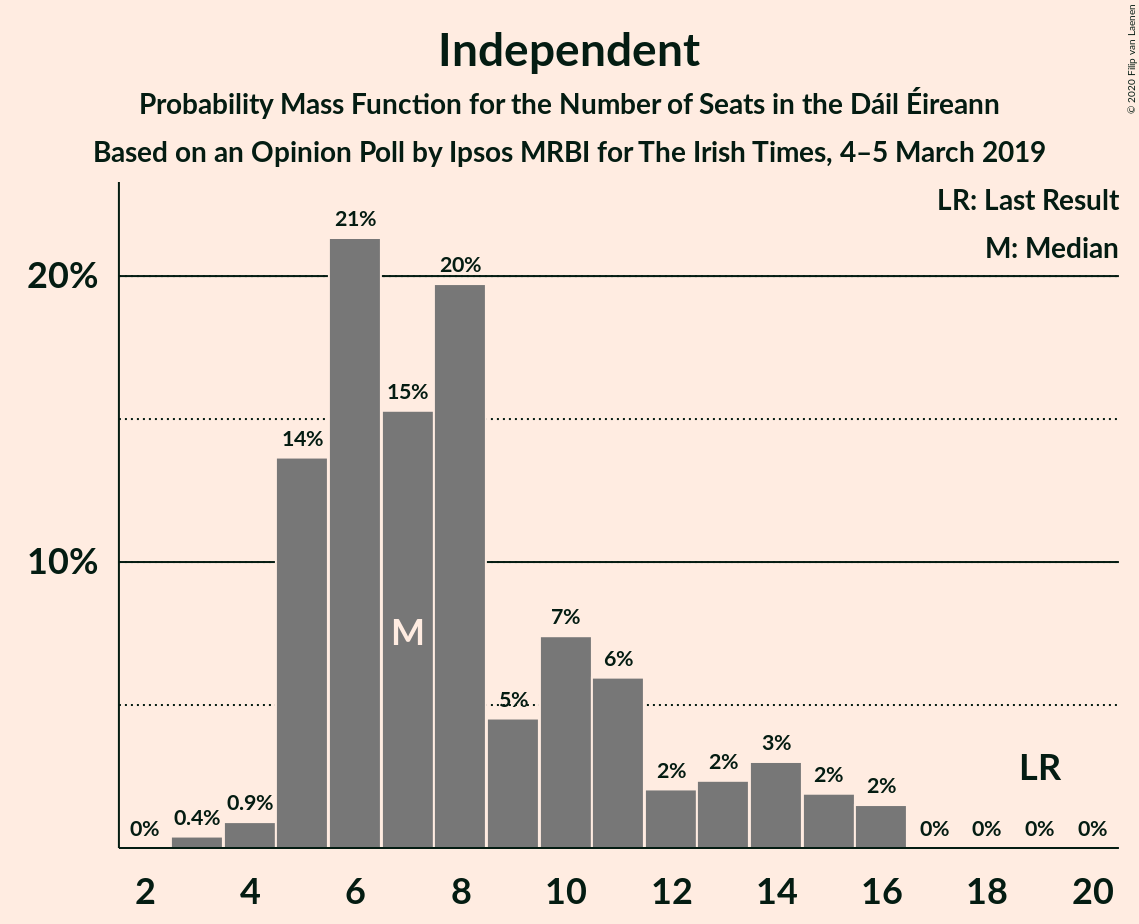 Independent
Probability Mass Function for the Number of Seats in the Dáil Éireann
Based on an Opinion Poll by Ipsos MRBI for The Irish Times, 4–5 March 2019
© 2020 Filip van Laenen
LR: Last Result
M: Median
20%
10%
0%
0.4%
0.9%
14%
21%
15%
20%
5%
7%
6%
2%
2%
3%
2%
2%
0%
0%
0%
0%
M
LR
2 4 6 8 10 12 14 16 18 20